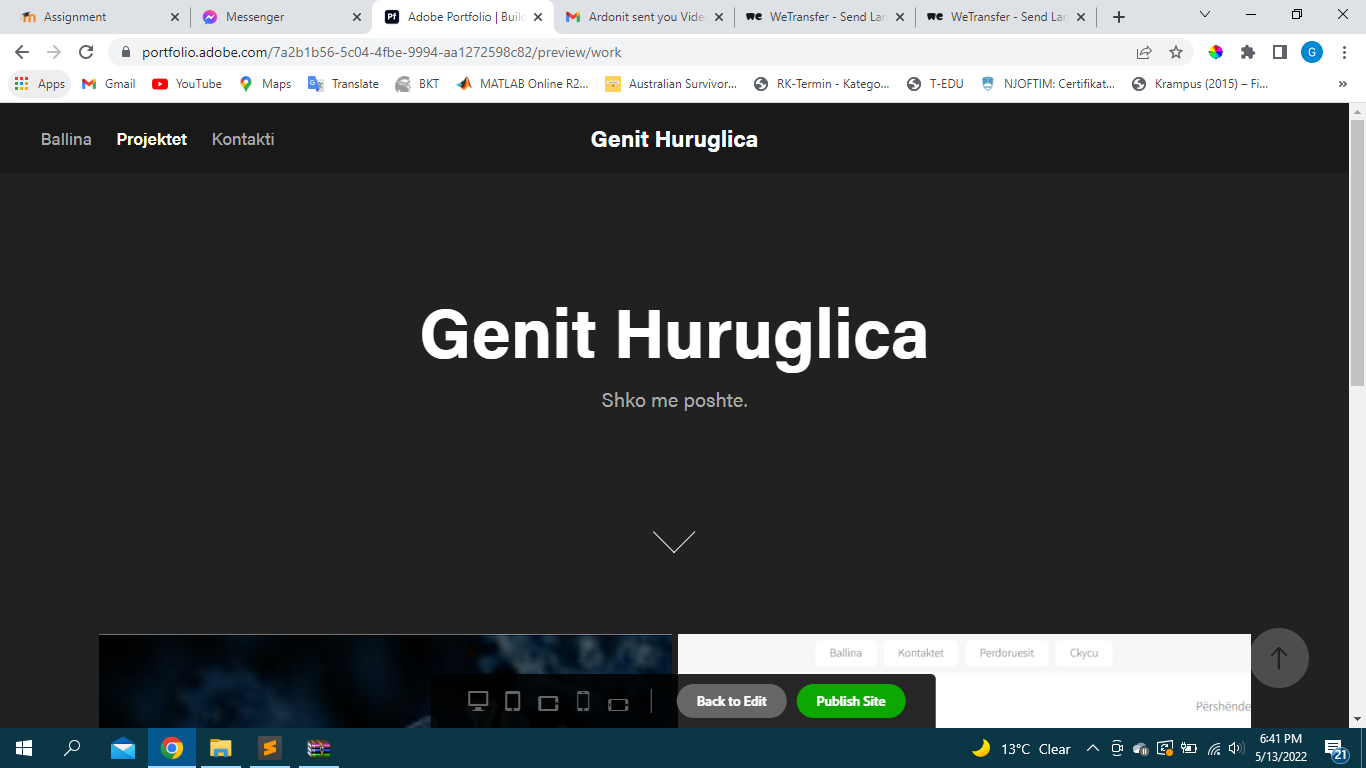 Assignment
Messenger
Adobe Portfolio | Buil
Ardonit sent you Vide
WeTransfer - Send Lar
WeTransfer - Send Lar
portfolio.adobe.com/7a2b1b56-5c04-4fbe-9994-aa1272598c82/preview/work
G
Apps
Gmail
YouTube
Maps
Translate
BKT
MATLAB Online R2...
Australian Survivor...
RK-Termin - Katego...
T-EDU
NJOFTIM: Certifikat...
Krampus (2015) – Fi...
Ballina Projektet Kontakti
Genit Huruglica
Genit Huruglica
Shko me poshte.
Ballina Kontaktet Perdoruesit Ckycu
Përshënde
Back to Edit
Publish Site
13°C Clear
6:41 PM
5/13/2022
21